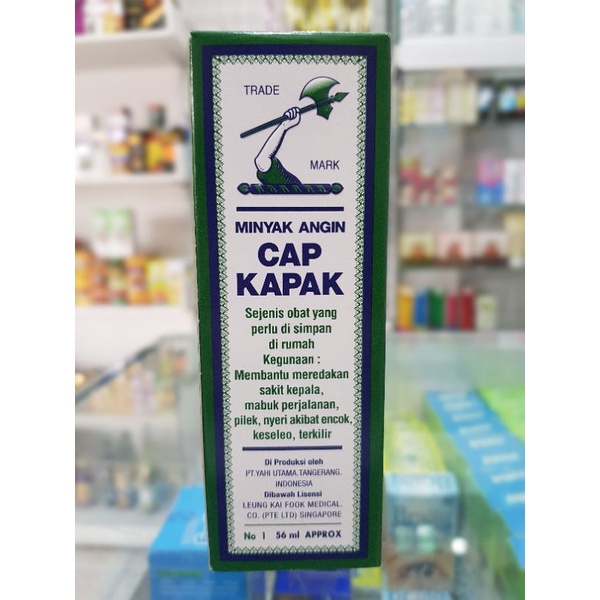 TRADE
MARK
MINYAK ANGIN
CAP
KAPAK
Sejenis obat yang
perlu di simpan
di rumah
Kegunaan :
Membantu meredakan
sakit kepala,
mabuk perjalanan,
pilek, nyeri akibat encok,
keseleo, terkilir
Di Produksi oleh
PT.YAHI UTAMA.TANGERANG.
INDONESIA
Dibawah Lisensi
LEUNG KAI FOOK MEDICAL.
CO. (PTE LTD) SINGAPORE
No 1 56 ml APPROX